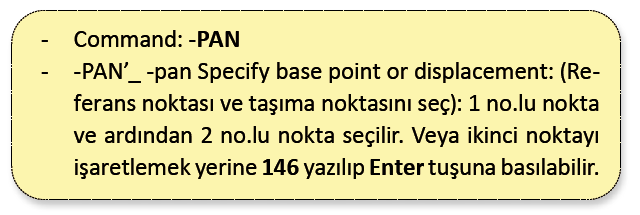 - Command: -PAN
- -PAN’_ -pan Specify base point or displacement: (Re-
ferans noktası ve taşıma noktasını seç): 1 no.lu nokta
ve ardından 2 no.lu nokta seçilir. Veya ikinci noktayı
işaretlemek yerine 146 yazılıp Enter tuşuna basılabilir.